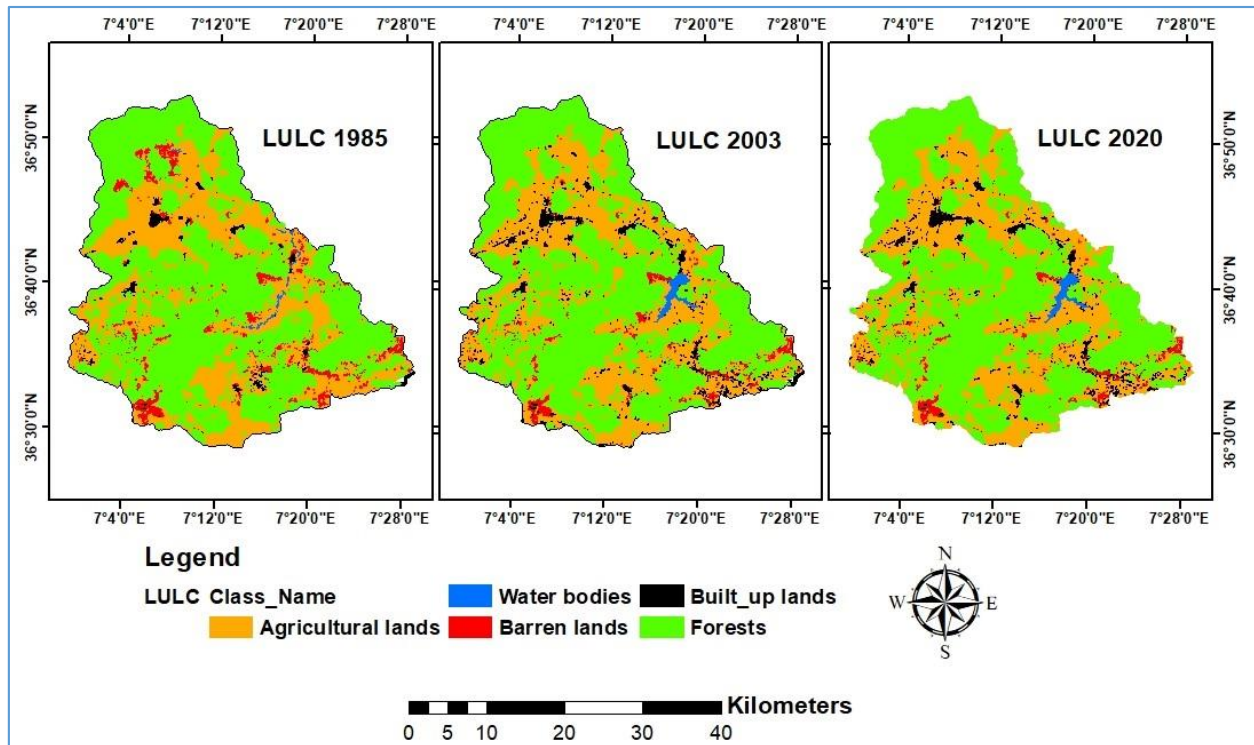 7°4'0"E 7°12'0"E 7°20'0"E 7°28'0"E 7°4'0"E 7°12'0"E 7°20'0"E 7°28'0"E 7°4'0"E 7°12'0"E 7°20'0"E 7°28'0"E
36°50'0"N LULC 1985 LULC 2003 LULC 2020 36°50'0"N
36°40'0"N 36°40'0"N
36°30'0"N 36°30'0"N
7°4'0"E 7°12'0"E 7°20'0"E 7°28'0"E 7°4'0"E 7°12'0"E 7°20'0"E 7°28'0"E 7°4'0"E 7°12'0"E 7°20'0"E 7°28'0"E
Legend
LULC Class_Name Water bodies Built_up lands
Agricultural lands Barren lands Forests
N
W E
S
Kilometers
0 5 10 20 30 40